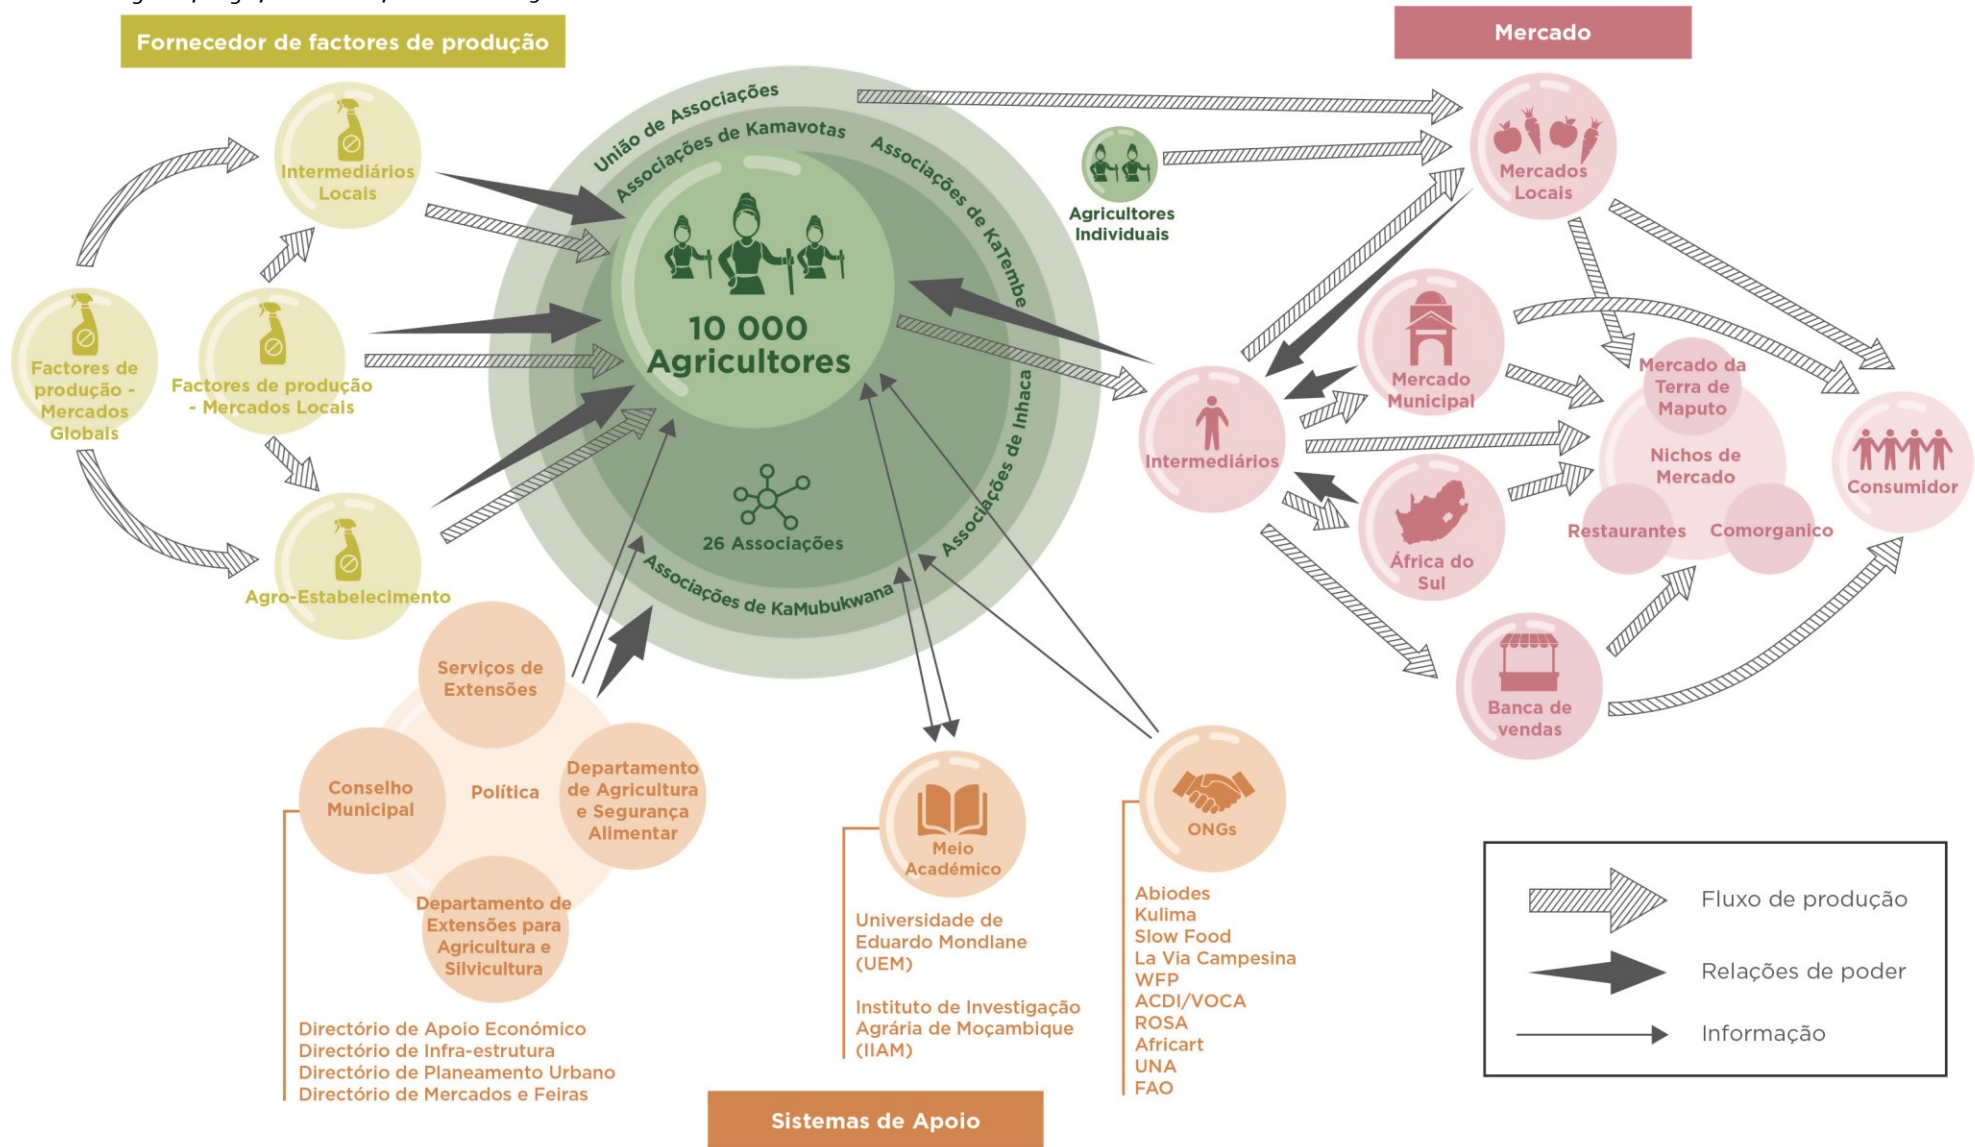 Fornecedor de factores de produção
Mercado
Intermediários
Locais
Factores de
produção -
Mercados
Globais
Factores de produção
- Mercados Locais
Agro-Estabelecimento
União de Associações
Associações de Kamavotas
Associações de KaTembe
Associações de Inhaca
Associações de KaMubukwana
10 000
Agricultores
26 Associações
Agricultores
Individuais
Mercados
Locais
Mercado
Municipal
Intermediários
África do
Sul
Mercado da
Terra de
Maputo
Nichos de
Mercado
Restaurantes
Comorganico
Consumidor
Banca de
vendas
Serviços de
Extensões
Conselho
Municipal
Política
Departamento
de Agricultura
e Segurança
Alimentar
Departamento de
Extensões para
Agricultura e
Silvicultura
Directório de Apoio Económico
Directório de Infra-estrutura
Directório de Planeamento Urbano
Directório de Mercados e Feiras
Meio
Académico
Universidade de
Eduardo Mondlane
(UEM)
Instituto de Investigação
Agrária de Moçambique
(IIAM)
ONGs
Abiodes
Kulima
Slow Food
La Via Campesina
WFP
ACDI/VOCA
ROSA
Africart
UNA
FAO
Fluxo de produção
Relações de poder
Informação
Sistemas de Apoio